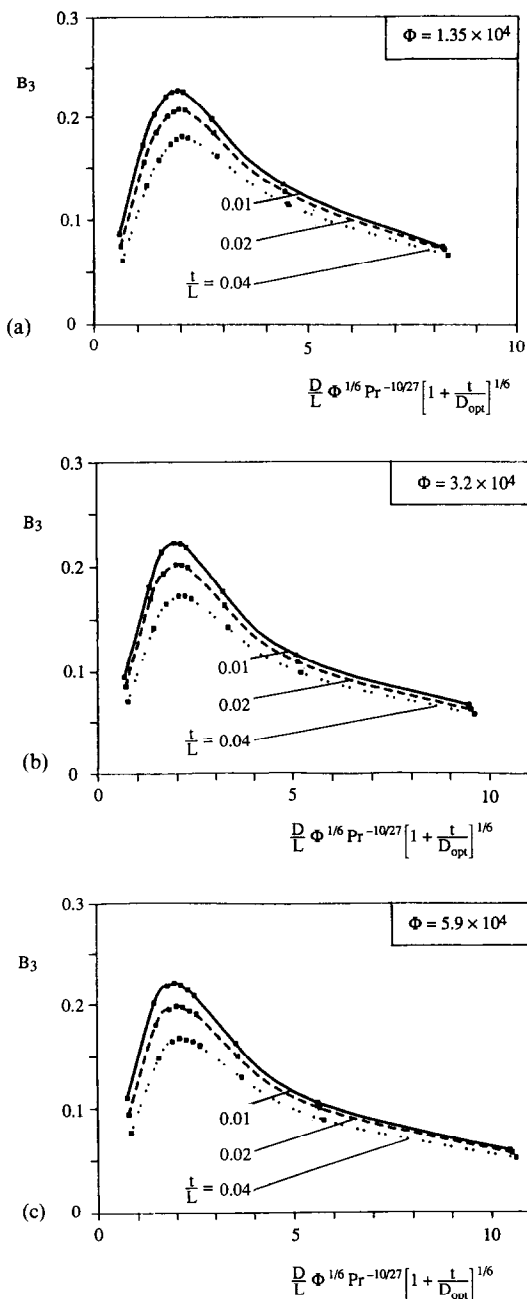 Φ = 1.35 × 10⁴
B₃
0.3
0.2
0.1
0
0.01
0.02
t/L = 0.04
(a)
0 2 4 6 8 10
D/L Φ^1/6 Pr^-10/27 [1 + t/D_opt]^1/6
Φ = 3.2 × 10⁴
B₃
0.3
0.2
0.1
0
0.01
0.02
t/L = 0.04
(b)
0 5 10
D/L Φ^1/6 Pr^-10/27 [1 + t/D_opt]^1/6
Φ = 5.9 × 10⁴
B₃
0.3
0.2
0.1
0
0.01
0.02
t/L = 0.04
(c)
0 5 10
D/L Φ^1/6 Pr^-10/27 [1 + t/D_opt]^1/6